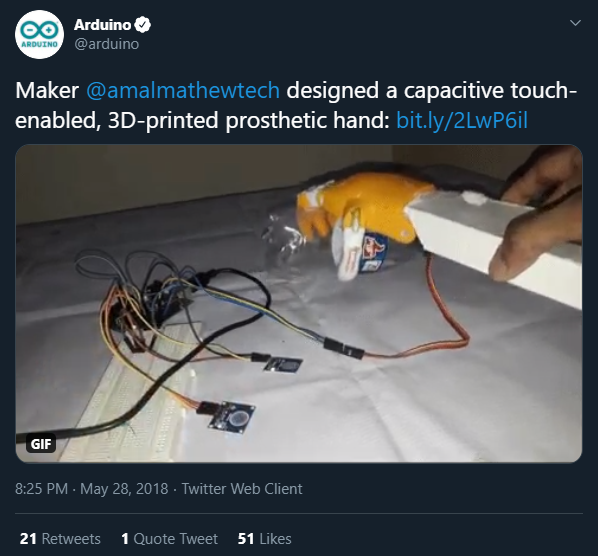 Arduino
@arduino
ARDUINO
Maker @amalmathewtech designed a capacitive touch-
enabled, 3D-printed prosthetic hand: bit.ly/2LwP6il
GIF
8:25 PM · May 28, 2018 · Twitter Web Client
21 Retweets 1 Quote Tweet 51 Likes